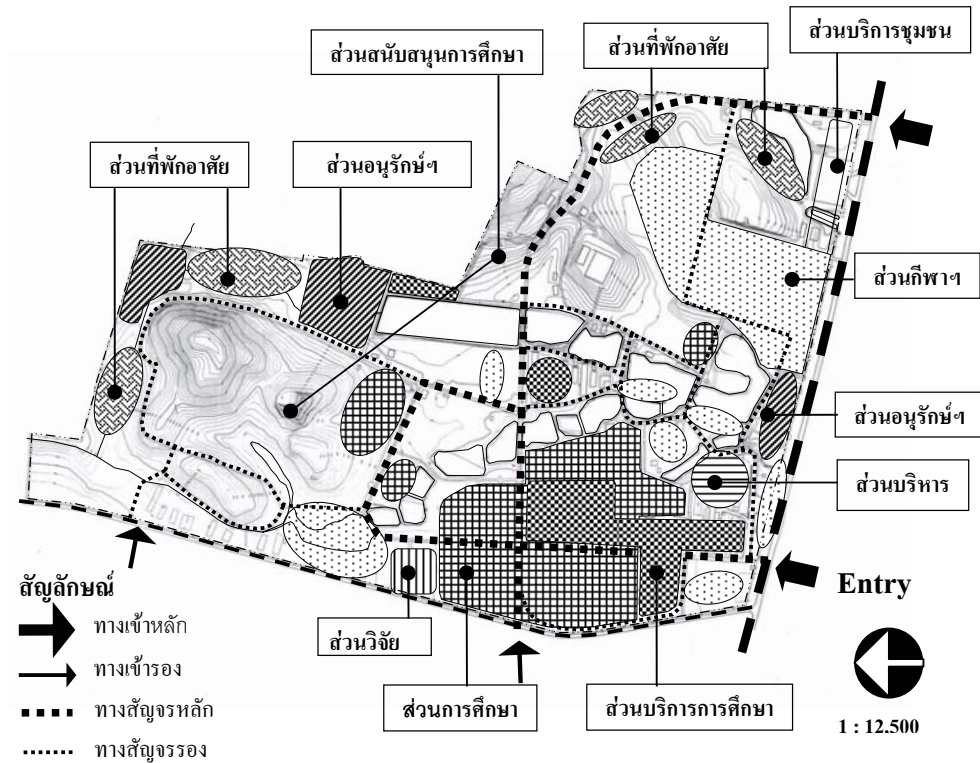 ส่วนบริการชุมชน
ส่วนที่พักอาศัย
ส่วนสนับสนุนการศึกษา
ส่วนที่พักอาศัย
ส่วนอนุรักษ์ฯ
ส่วนกีฬาฯ
ส่วนอนุรักษ์ฯ
ส่วนบริหาร
Entry
สัญลักษณ์
ทางเข้าหลัก
ทางเข้ารอง
ทางสัญจรหลัก
ทางสัญจรรอง
ส่วนวิจัย
ส่วนการศึกษา
ส่วนบริการการศึกษา
1 : 12,500